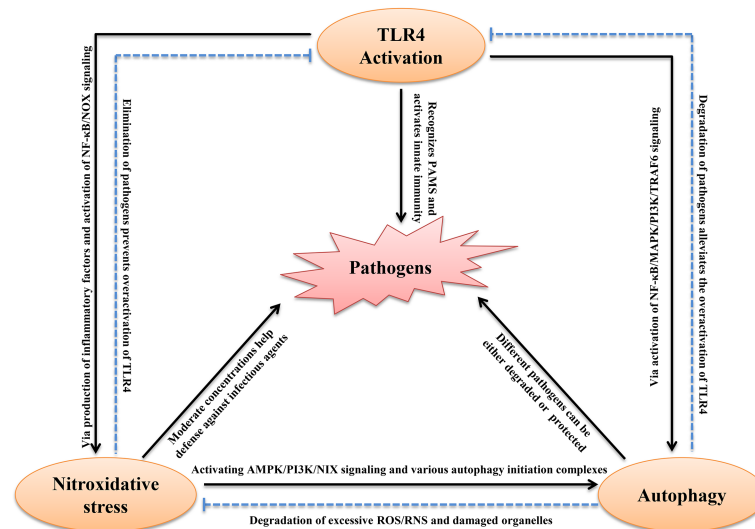 TLR4
Activation
Via production of inflammatory factors and activation of NF-κB/NOX signaling
Elimination of pathogens prevents overactivation
of TLR4
Recognizes PAMS and
activates innate immunity
Via activation of NF-κB/MAPK/PI3K/TRAF6 signaling
Degradation of pathogens alleviates the overactivation of
TLR4
Pathogens
Moderate concentrations help
defense against infectious agents
Different pathogens can be
either degraded or protected
Nitroxidative
stress
Activating AMPK/PI3K/NIX signaling and various autophagy initiation complexes
Autophagy
Degradation of excessive ROS/RNS and damaged organelles